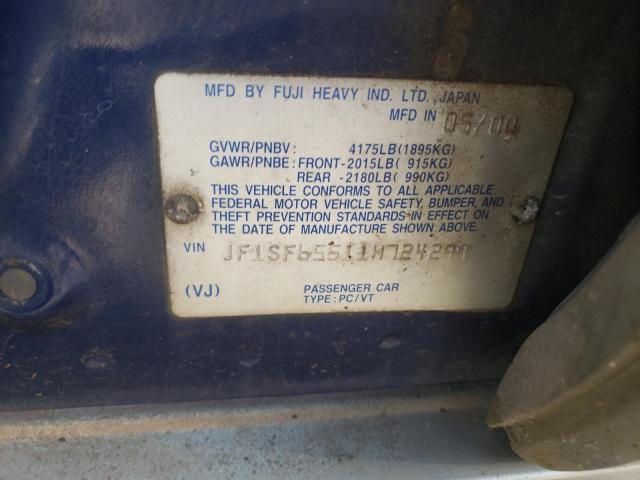 MFD BY FUJI HEAVY IND. LTD. JAPAN
MFD IN 05/00
GVWR/PNBV: 4175LB(1895KG)
GAWR/PNBE: FRONT-2015LB( 915KG)
REAR -2180LB( 990KG)
THIS VEHICLE CONFORMS TO ALL APPLICABLE
FEDERAL MOTOR VEHICLE SAFETY, BUMPER, AND
THEFT PREVENTION STANDARDS IN EFFECT ON
THE DATE OF MANUFACTURE SHOWN ABOVE.
VIN
(VJ) PASSENGER CAR
TYPE: PC/VT